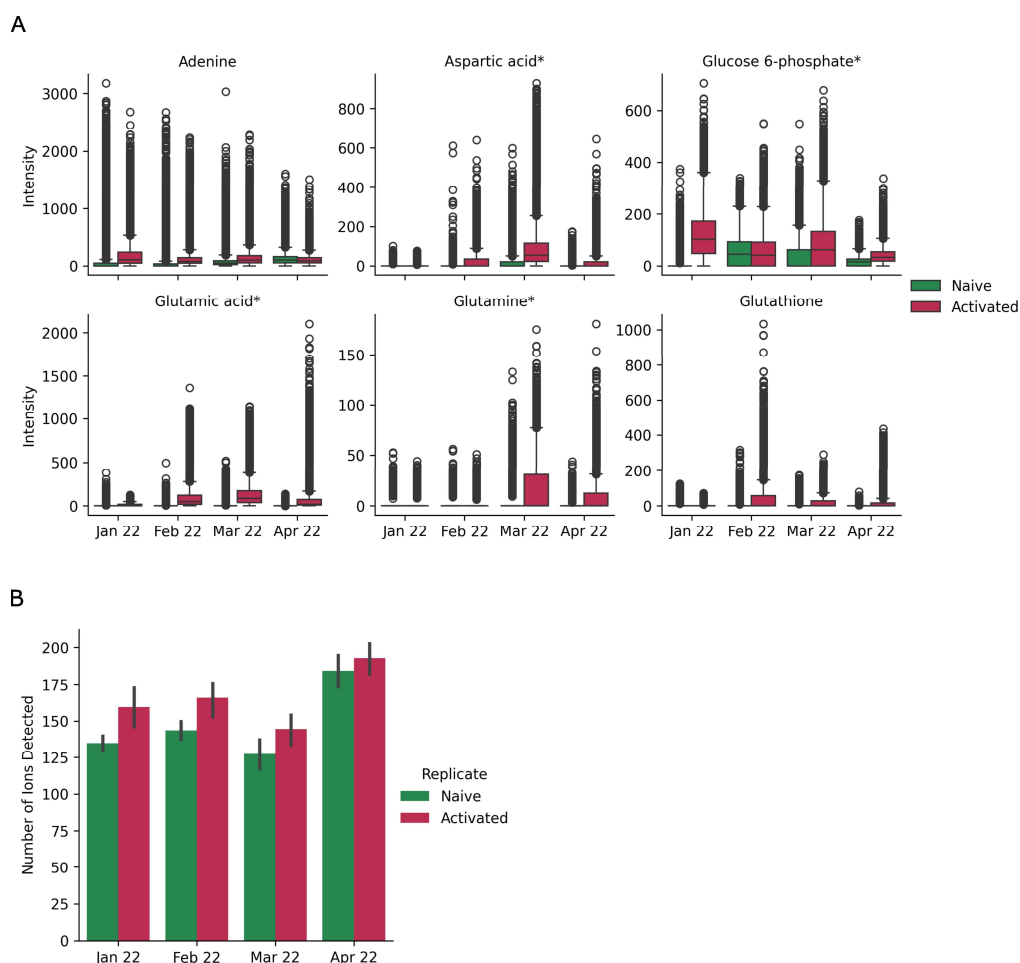 A
Adenine
Aspartic acid*
Glucose 6-phosphate*
Intensity
3000
2000
1000
0
800
600
400
200
0
600
400
200
0
Naive
Activated
Glutamic acid*
Glutamine*
Glutathione
Intensity
2000
1500
1000
500
0
150
100
50
0
1000
800
600
400
200
0
Jan 22 Feb 22 Mar 22 Apr 22
Jan 22 Feb 22 Mar 22 Apr 22
Jan 22 Feb 22 Mar 22 Apr 22
B
Number of Ions Detected
200
175
150
125
100
75
50
25
0
Replicate
Naive
Activated
Jan 22 Feb 22 Mar 22 Apr 22